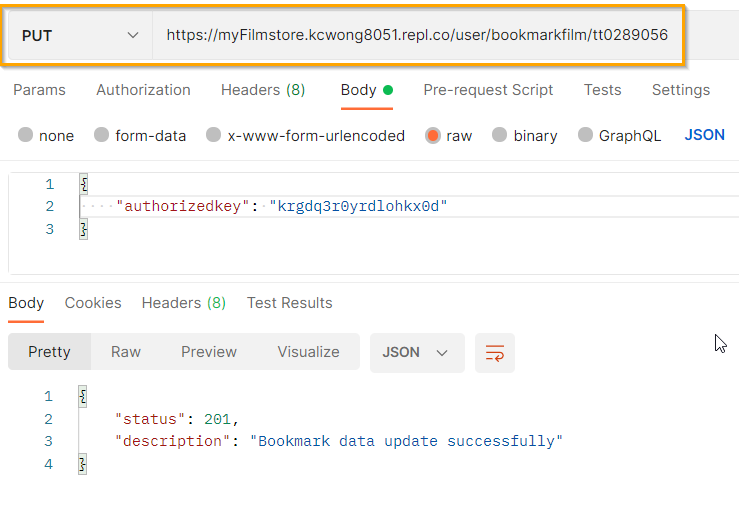 PUT https://myFilmstore.kcwong8051.repl.co/user/bookmarkfilm/tt0289056
Params Authorization Headers (8) Body Pre-request Script Tests Settings
none form-data x-www-form-urlencoded raw binary GraphQL JSON
1 {
2 ····"authorizedkey":·"krgdq3r0yrdlohkx0d"
3 }
Body Cookies Headers (8) Test Results
Pretty Raw Preview Visualize JSON
1 {
2 "status": 201,
3 "description": "Bookmark data update successfully"
4 }